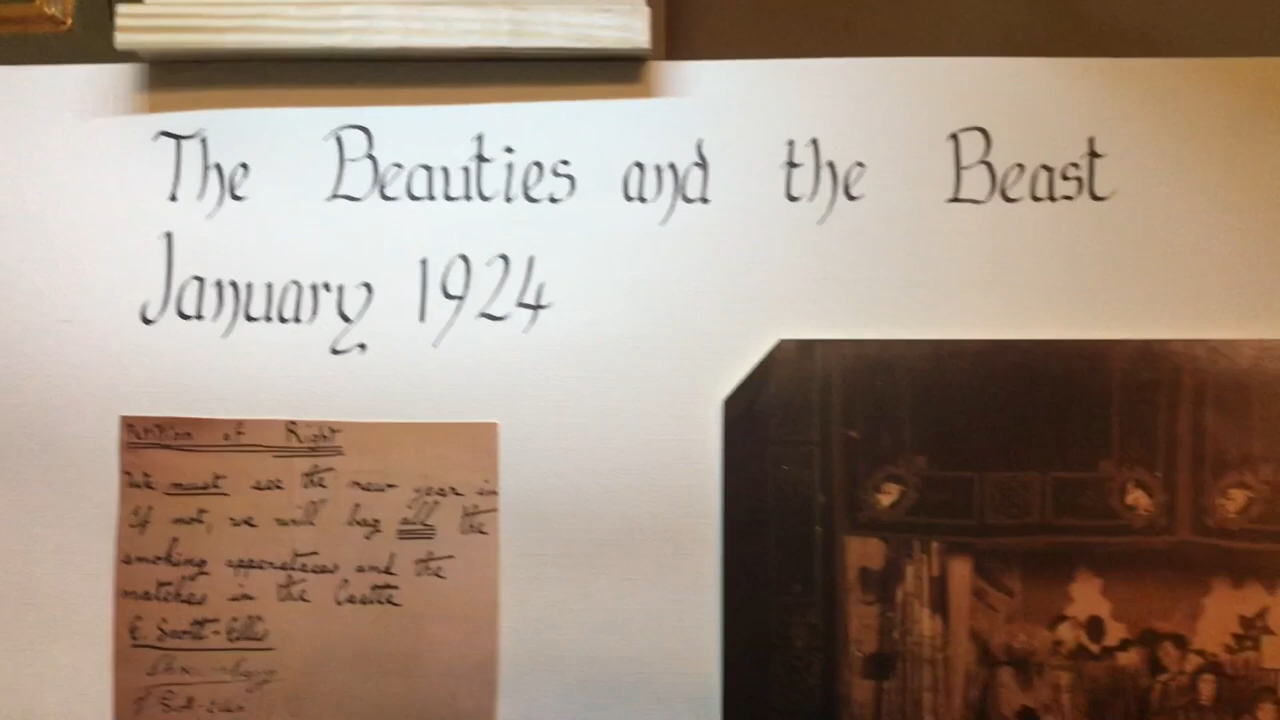 The Beauties and the Beast
January 1924
Petition of Right
We must see the new year in
If not, we will bag all the
smoking apparatases and the
matches in the Castle
E. Scott-Ellis